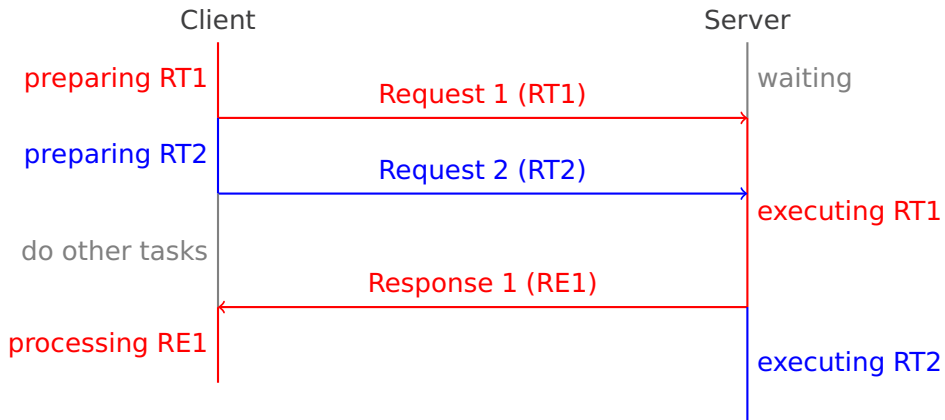 Client
Server
preparing RT1
Request 1 (RT1)
waiting
preparing RT2
Request 2 (RT2)
executing RT1
do other tasks
Response 1 (RE1)
processing RE1
executing RT2